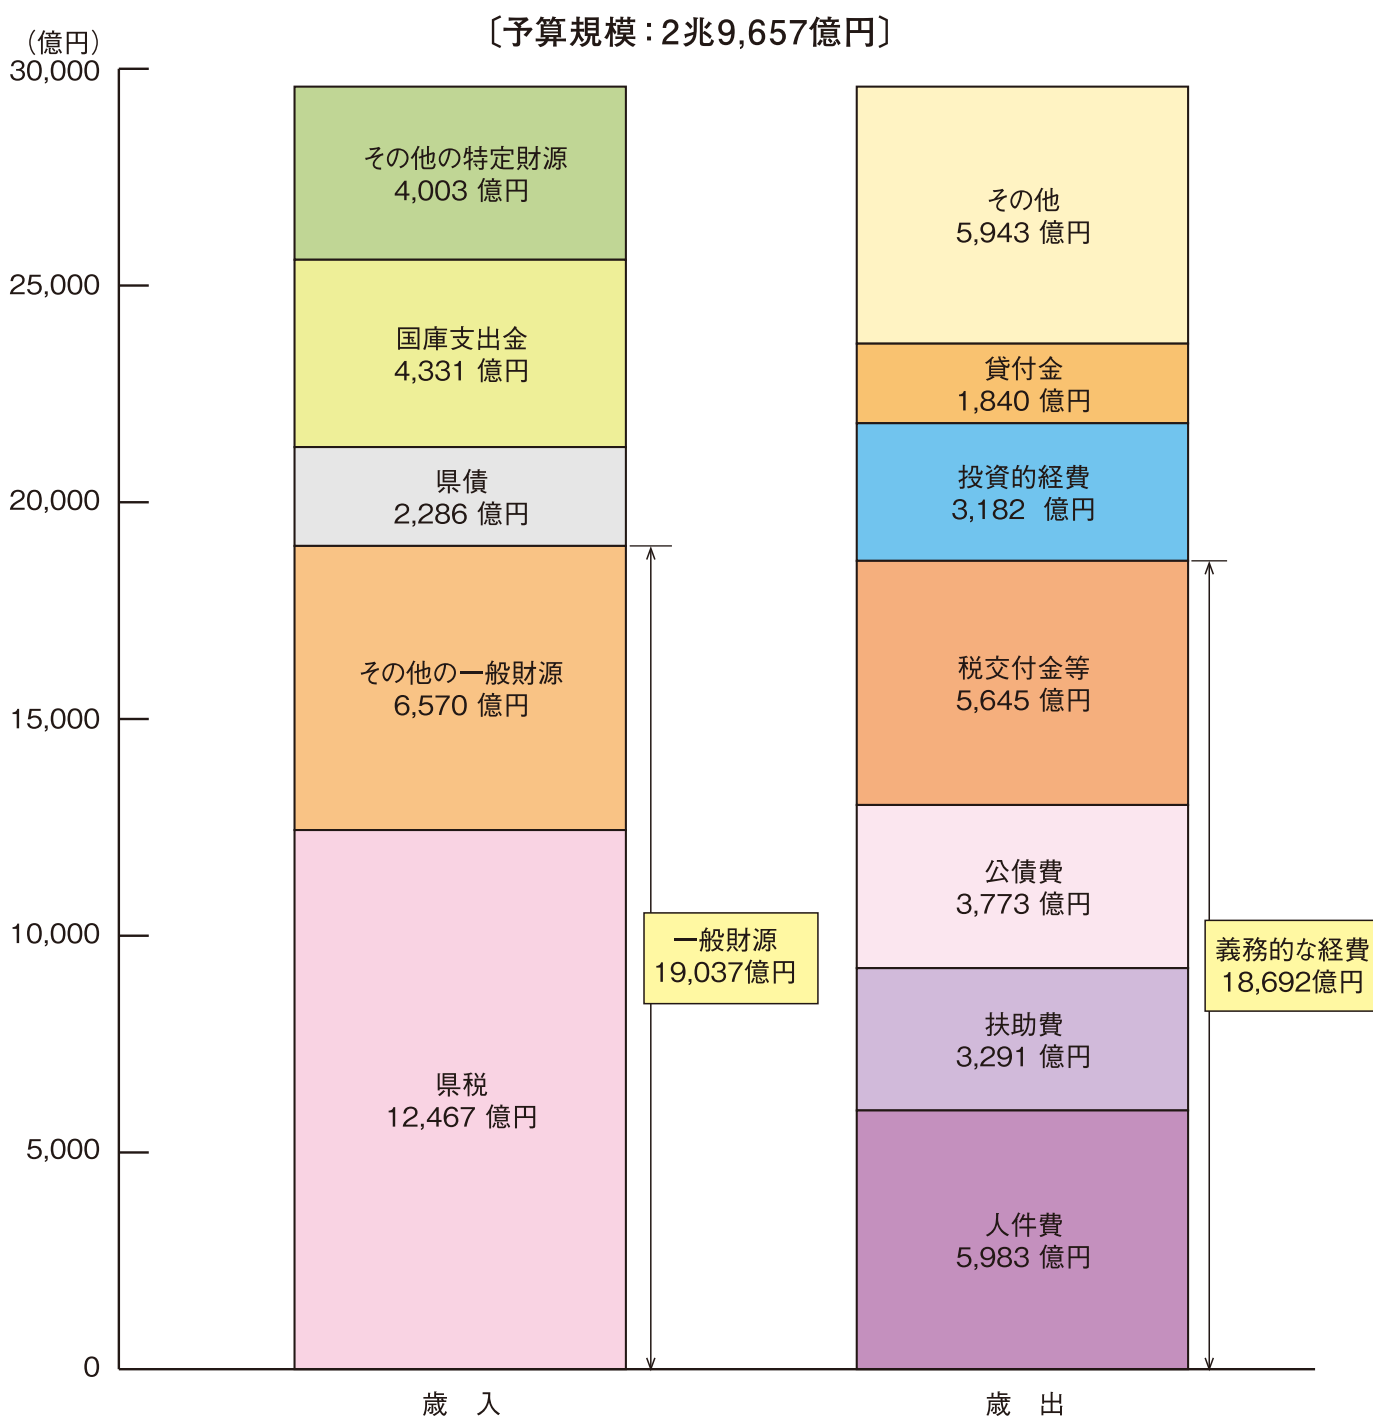 〔予算規模：2兆9,657億円〕
（億円）
30,000
25,000
20,000
15,000
10,000
5,000
0
その他の特定財源
4,003 億円
国庫支出金
4,331 億円
県債
2,286 億円
その他の一般財源
6,570 億円
県税
12,467 億円
一般財源
19,037億円
歳　入
その他
5,943 億円
貸付金
1,840 億円
投資的経費
3,182 億円
税交付金等
5,645 億円
公債費
3,773 億円
扶助費
3,291 億円
人件費
5,983 億円
義務的な経費
18,692億円
歳　出